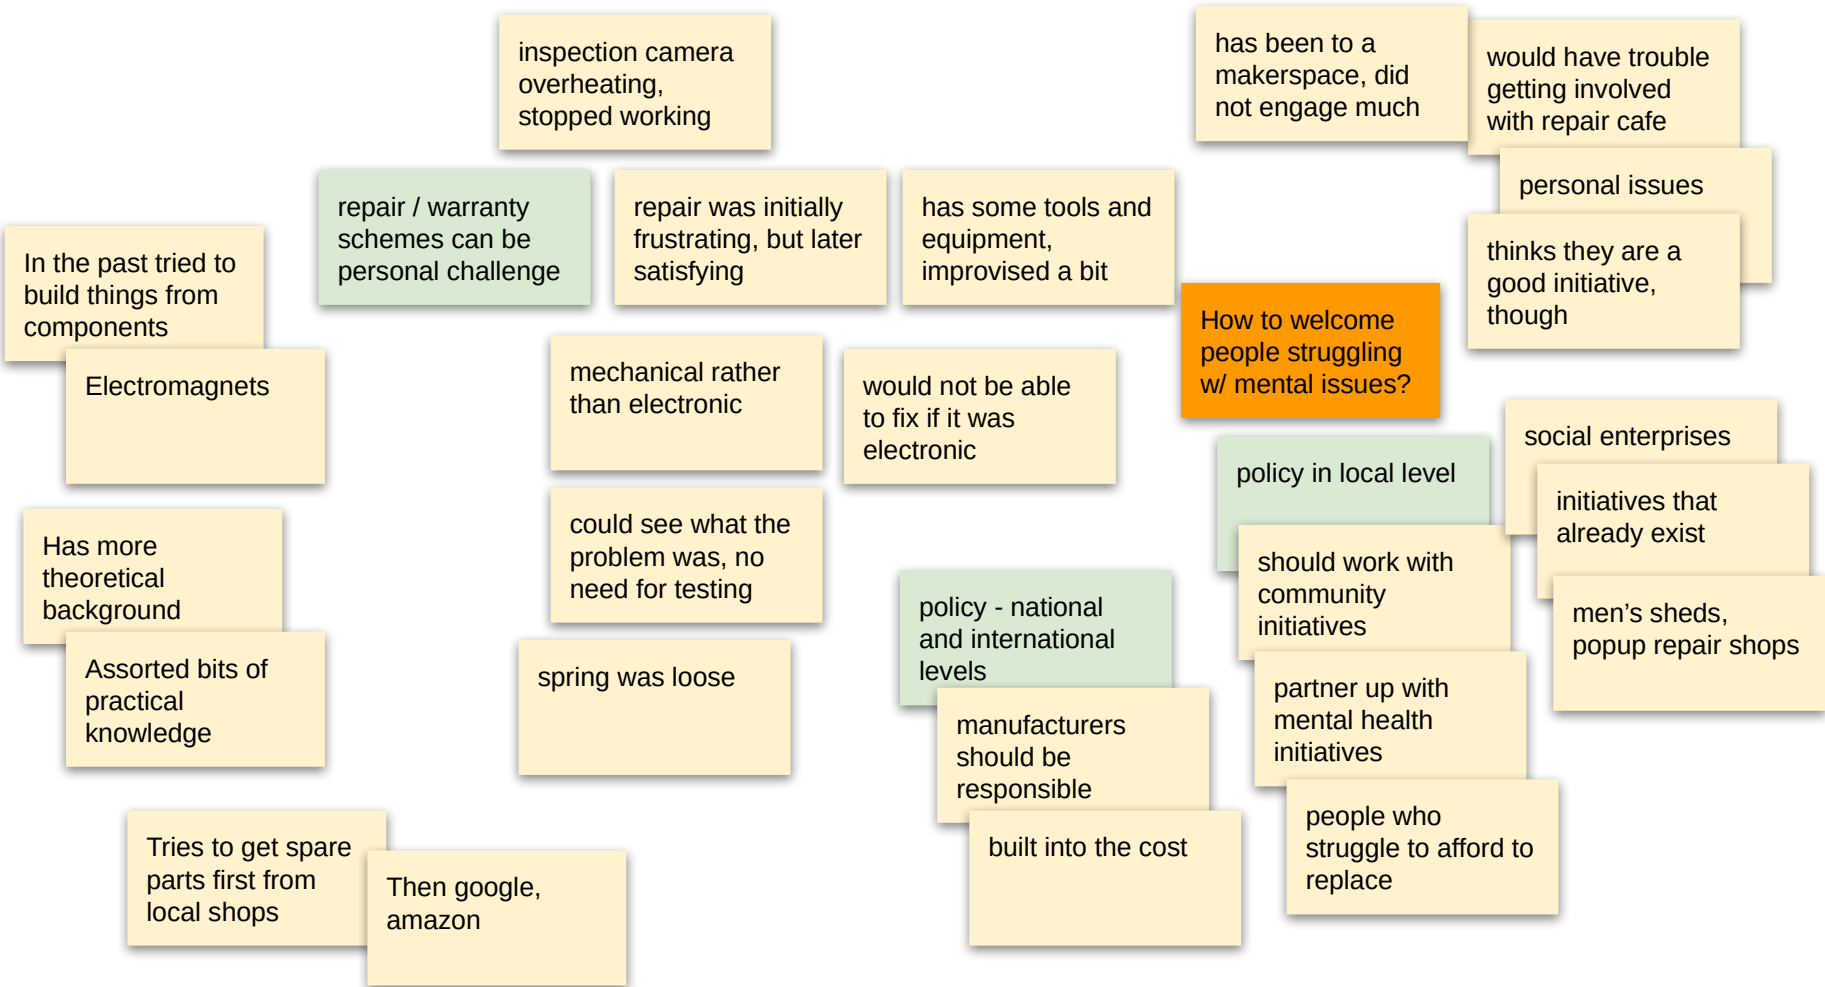 inspection camera
overheating,
stopped working
has been to a
makerspace, did
not engage much
would have trouble
getting involved
with repair cafe
personal issues
thinks they are a
good initiative,
though
repair / warranty
schemes can be
personal challenge
repair was initially
frustrating, but later
satisfying
has some tools and
equipment,
improvised a bit
In the past tried to
build things from
components
Electromagnets
How to welcome
people struggling
w/ mental issues?
mechanical rather
than electronic
would not be able
to fix if it was
electronic
could see what the
problem was, no
need for testing
spring was loose
Has more
theoretical
background
Assorted bits of
practical
knowledge
Tries to get spare
parts first from
local shops
Then google,
amazon
policy - national
and international
levels
manufacturers
should be
responsible
built into the cost
policy in local level
should work with
community
initiatives
partner up with
mental health
initiatives
people who
struggle to afford to
replace
social enterprises
initiatives that
already exist
men’s sheds,
popup repair shops